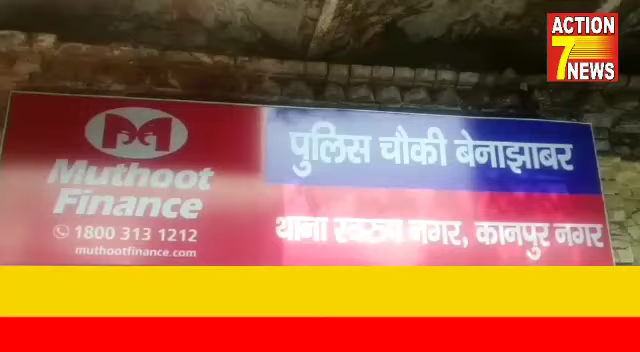 ACTION
7 NEWS
Muthoot
Finance
1800 313 1212
muthootfinance.com
पुलिस चौकी बेनाझाबर
थाना स्वरुप नगर, कानपुर नगर